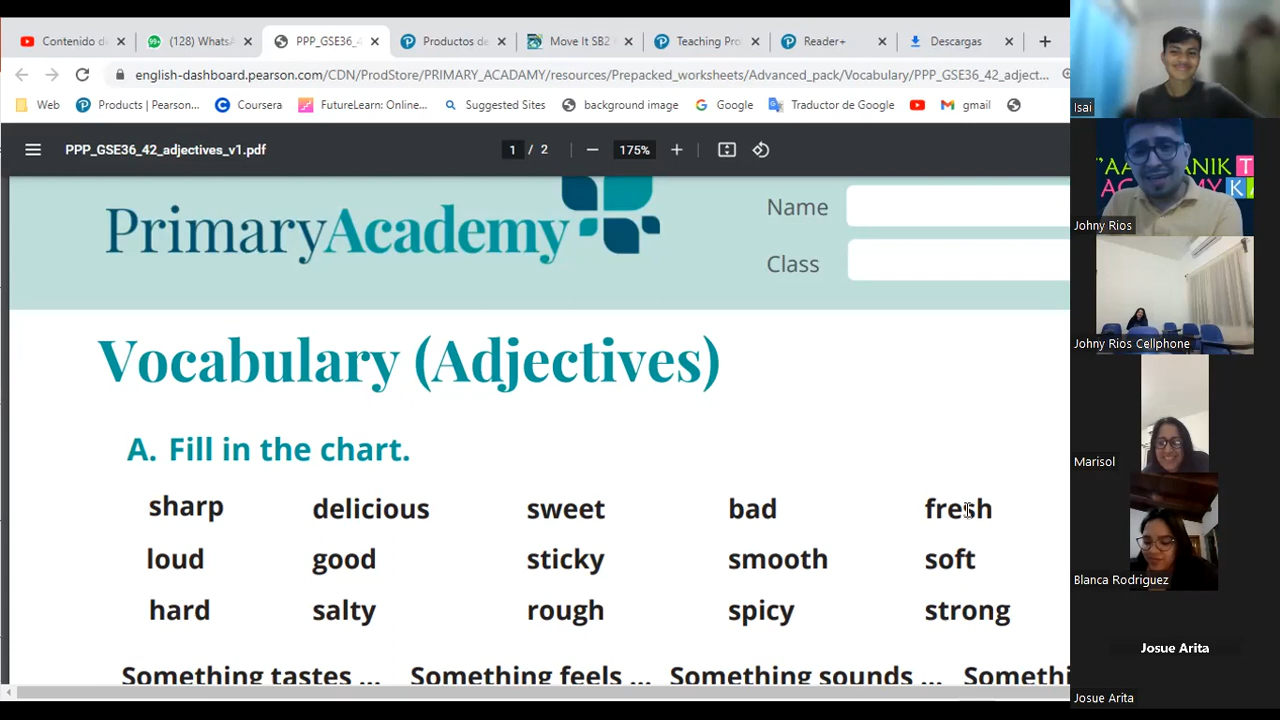 Contenido d
(128) Whats
PPP_GSE36_4
Productos de
Move It SB2
Teaching Pro
Reader+
Descargas
english-dashboard.pearson.com/CDN/ProdStore/PRIMARY_ACADAMY/resources/Prepacked_worksheets/Advanced_pack/Vocabulary/PPP_GSE36_42_adject...
Web
Products | Pearson...
Coursera
FutureLearn: Online...
Suggested Sites
background image
Google
Traductor de Google
gmail
PPP_GSE36_42_adjectives_v1.pdf
1 / 2
175%
PrimaryAcademy
Name
Class
Vocabulary (Adjectives)
A. Fill in the chart.
sharp delicious sweet bad fresh
loud good sticky smooth soft
hard salty rough spicy strong
Something tastes ... Something feels ... Something sounds ... Somethi
Isai
ANIK T
K A
Johny Rios
Johny Rios Cellphone
Marisol
Blanca Rodriguez
Josue Arita
Josue Arita